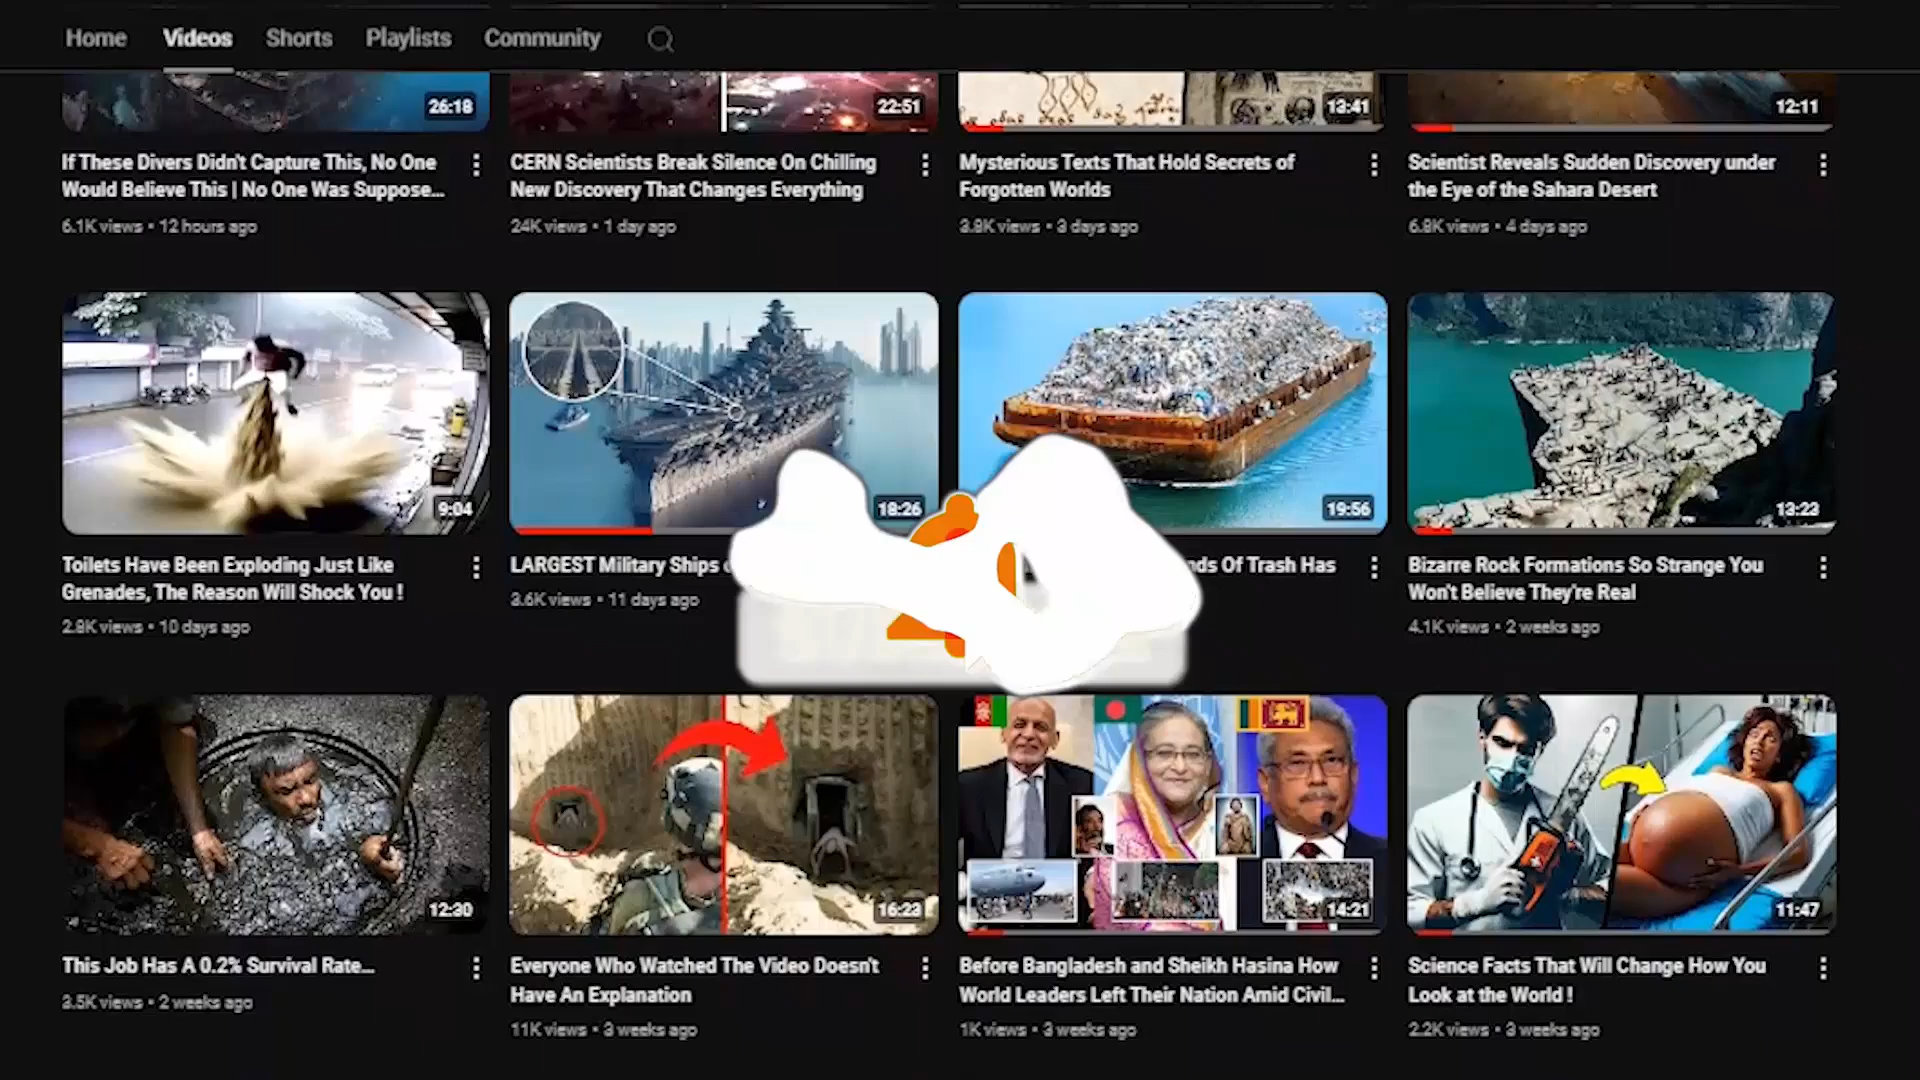 Home Videos Shorts Playlists Community
26:18
22:51
13:41
12:11
If These Divers Didn't Capture This, No One
Would Believe This | No One Was Suppose...
6.1K views • 12 hours ago
CERN Scientists Break Silence On Chilling
New Discovery That Changes Everything
24K views • 1 day ago
Mysterious Texts That Hold Secrets of
Forgotten Worlds
3.9K views • 3 days ago
Scientist Reveals Sudden Discovery under
the Eye of the Sahara Desert
6.8K views • 4 days ago
9:04
18:26
19:56
13:23
Toilets Have Been Exploding Just Like
Grenades, The Reason Will Shock You !
2.8K views • 10 days ago
LARGEST Military Ships
3.6K views • 11 days ago
Of Trash Has
Bizarre Rock Formations So Strange You
Won't Believe They're Real
4.1K views • 2 weeks ago
12:30
16:23
14:21
11:47
This Job Has A 0.2% Survival Rate...
3.5K views • 2 weeks ago
Everyone Who Watched The Video Doesn't
Have An Explanation
11K views • 3 weeks ago
Before Bangladesh and Sheikh Hasina How
World Leaders Left Their Nation Amid Civil...
1K views • 3 weeks ago
Science Facts That Will Change How You
Look at the World !
2.2K views • 3 weeks ago